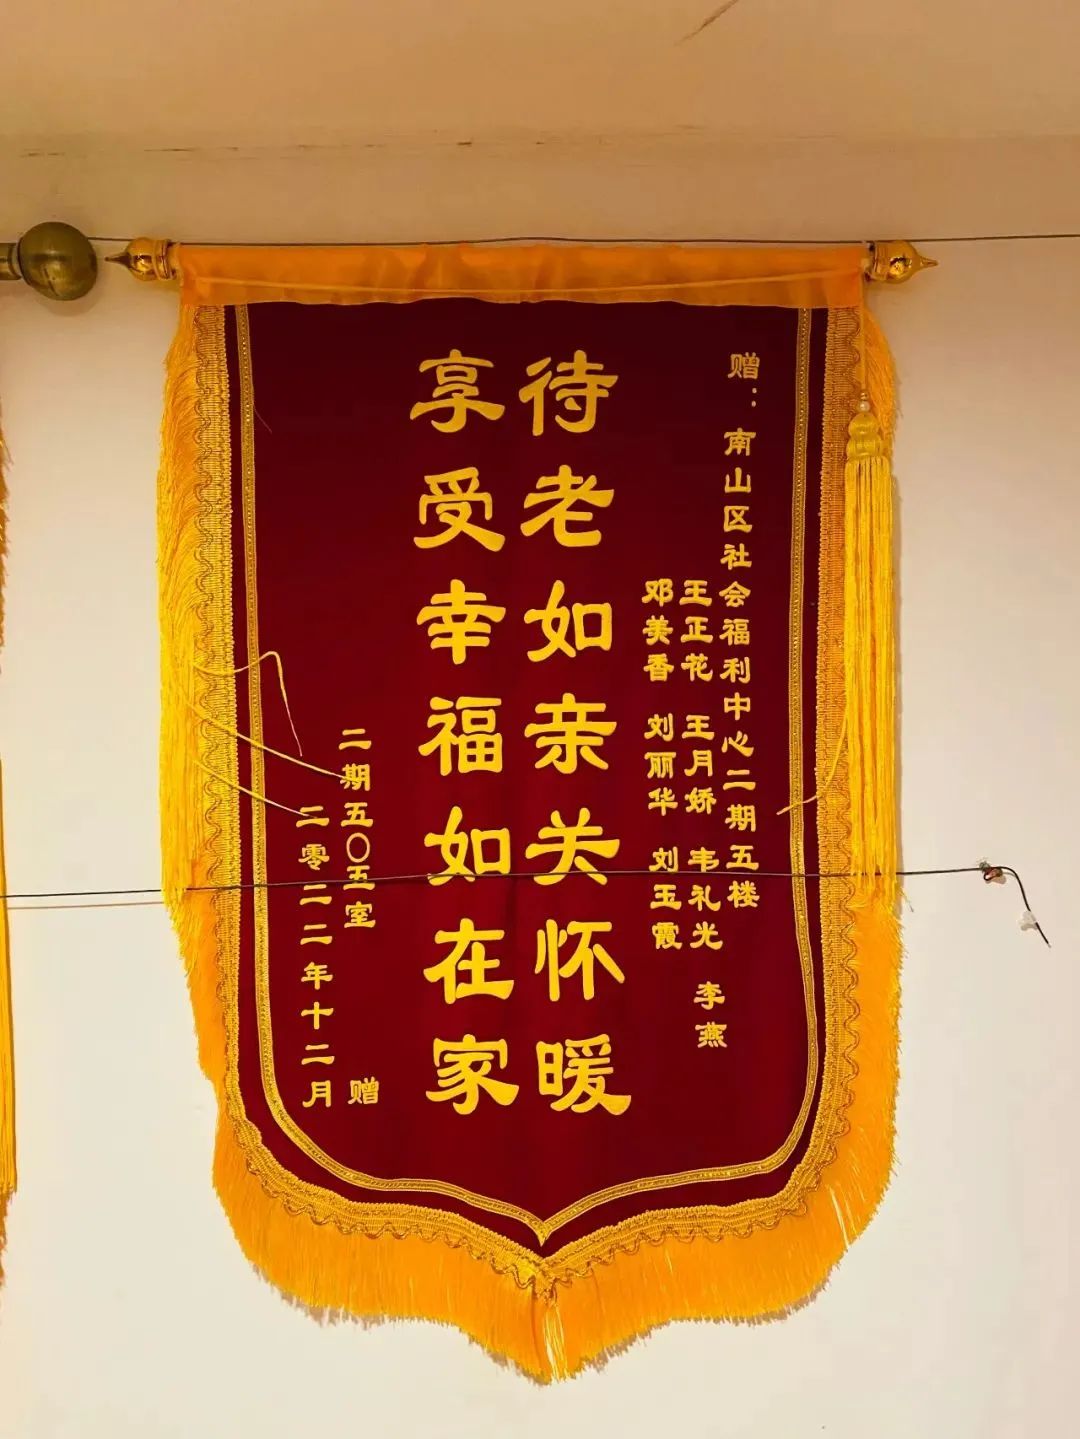 赠：南山区社会福利中心二期五楼
王正花 王月娇 韦礼光 李燕
邓美香 刘丽华 刘玉霞
待老如亲关怀暖
享受幸福如在家
二期五〇五室 赠
二零二二年十二月